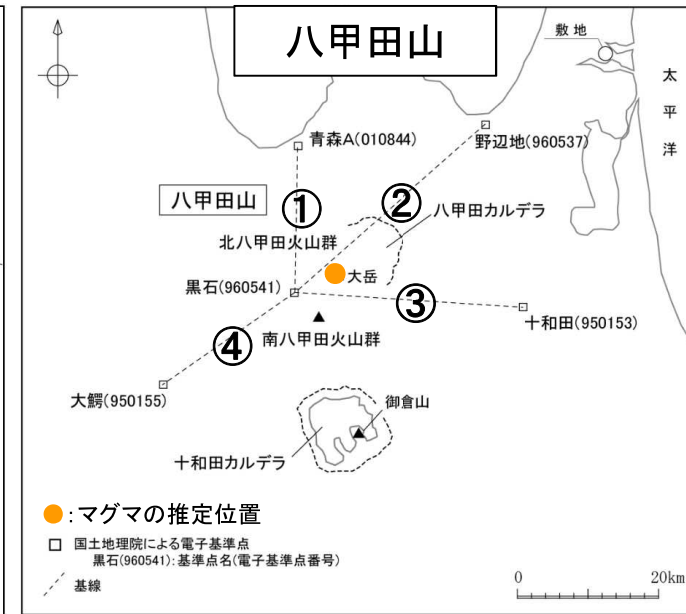 八甲田山
敷地
太平洋
青森A(010844)
野辺地(960537)
八甲田山
①
②
八甲田カルデラ
北八甲田火山群
大岳
黒石(960541)
③
十和田(950153)
南八甲田火山群
④
大鰐(950155)
御倉山
十和田カルデラ
:マグマの推定位置
国土地理院による電子基準点
黒石(960541):基準点名(電子基準点番号)
基線
0 20km